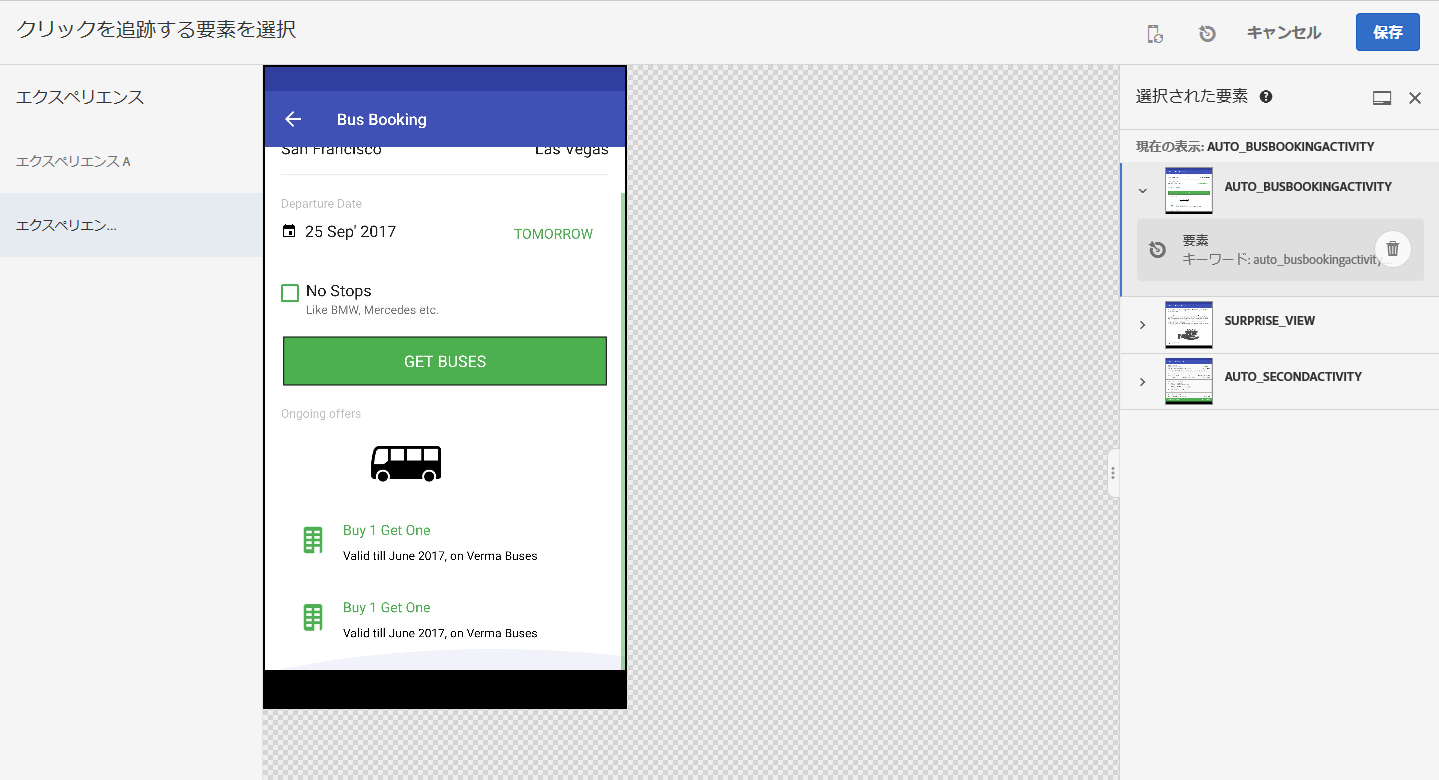 クリックを追跡する要素を選択
キャンセル
保存
エクスペリエンス
エクスペリエンス A
エクスペリエン...
Bus Booking
San Francisco
Las Vegas
Departure Date
25 Sep' 2017
TOMORROW
No Stops
Like BMW, Mercedes etc.
GET BUSES
Ongoing offers
Buy 1 Get One
Valid till June 2017, on Verma Buses
Buy 1 Get One
Valid till June 2017, on Verma Buses
選択された要素
現在の表示: AUTO_BUSBOOKINGACTIVITY
AUTO_BUSBOOKINGACTIVITY
要素
キーワード: auto_busbookingactivity...
SURPRISE_VIEW
AUTO_SECONDACTIVITY